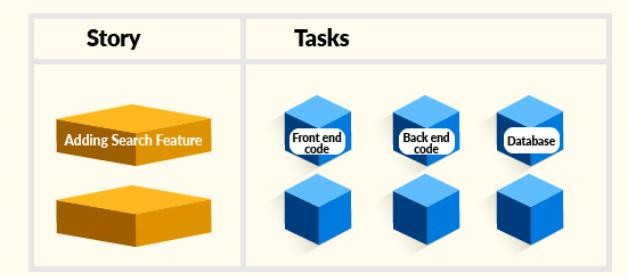 Story
Tasks
Adding Search Feature
Front end
code
Back end
code
Database